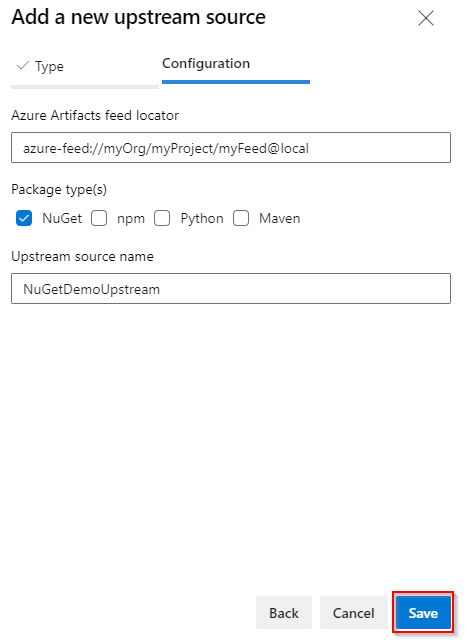 Add a new upstream source
Type
Configuration
Azure Artifacts feed locator
azure-feed://myOrg/myProject/myFeed@local
Package type(s)
NuGet npm Python Maven
Upstream source name
NuGetDemoUpstream
Back Cancel Save